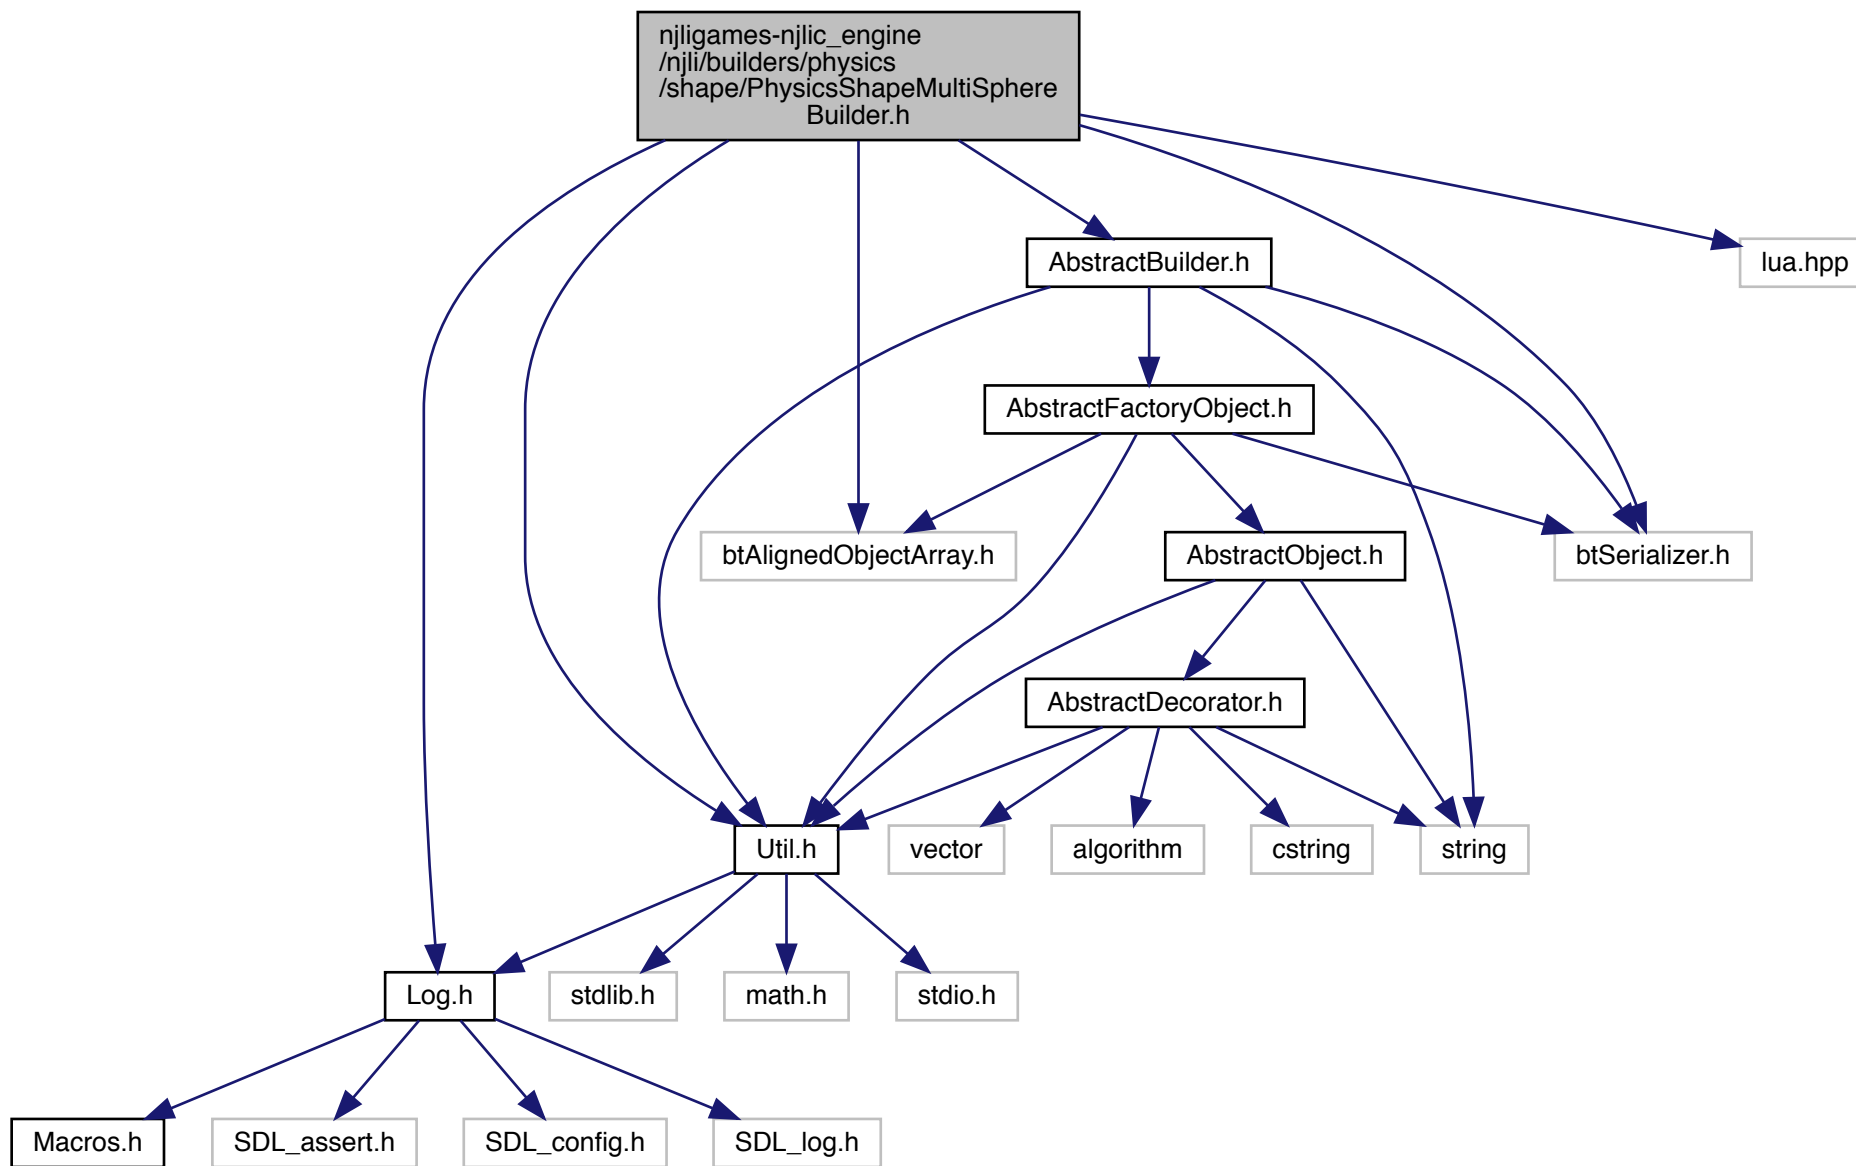 njligames-njlic_engine
/njli/builders/physics
/shape/PhysicsShapeMultiSphere
Builder.h
AbstractBuilder.h
lua.hpp
AbstractFactoryObject.h
btAlignedObjectArray.h
AbstractObject.h
btSerializer.h
AbstractDecorator.h
Util.h
vector
algorithm
cstring
string
Log.h
stdlib.h
math.h
stdio.h
Macros.h
SDL_assert.h
SDL_config.h
SDL_log.h